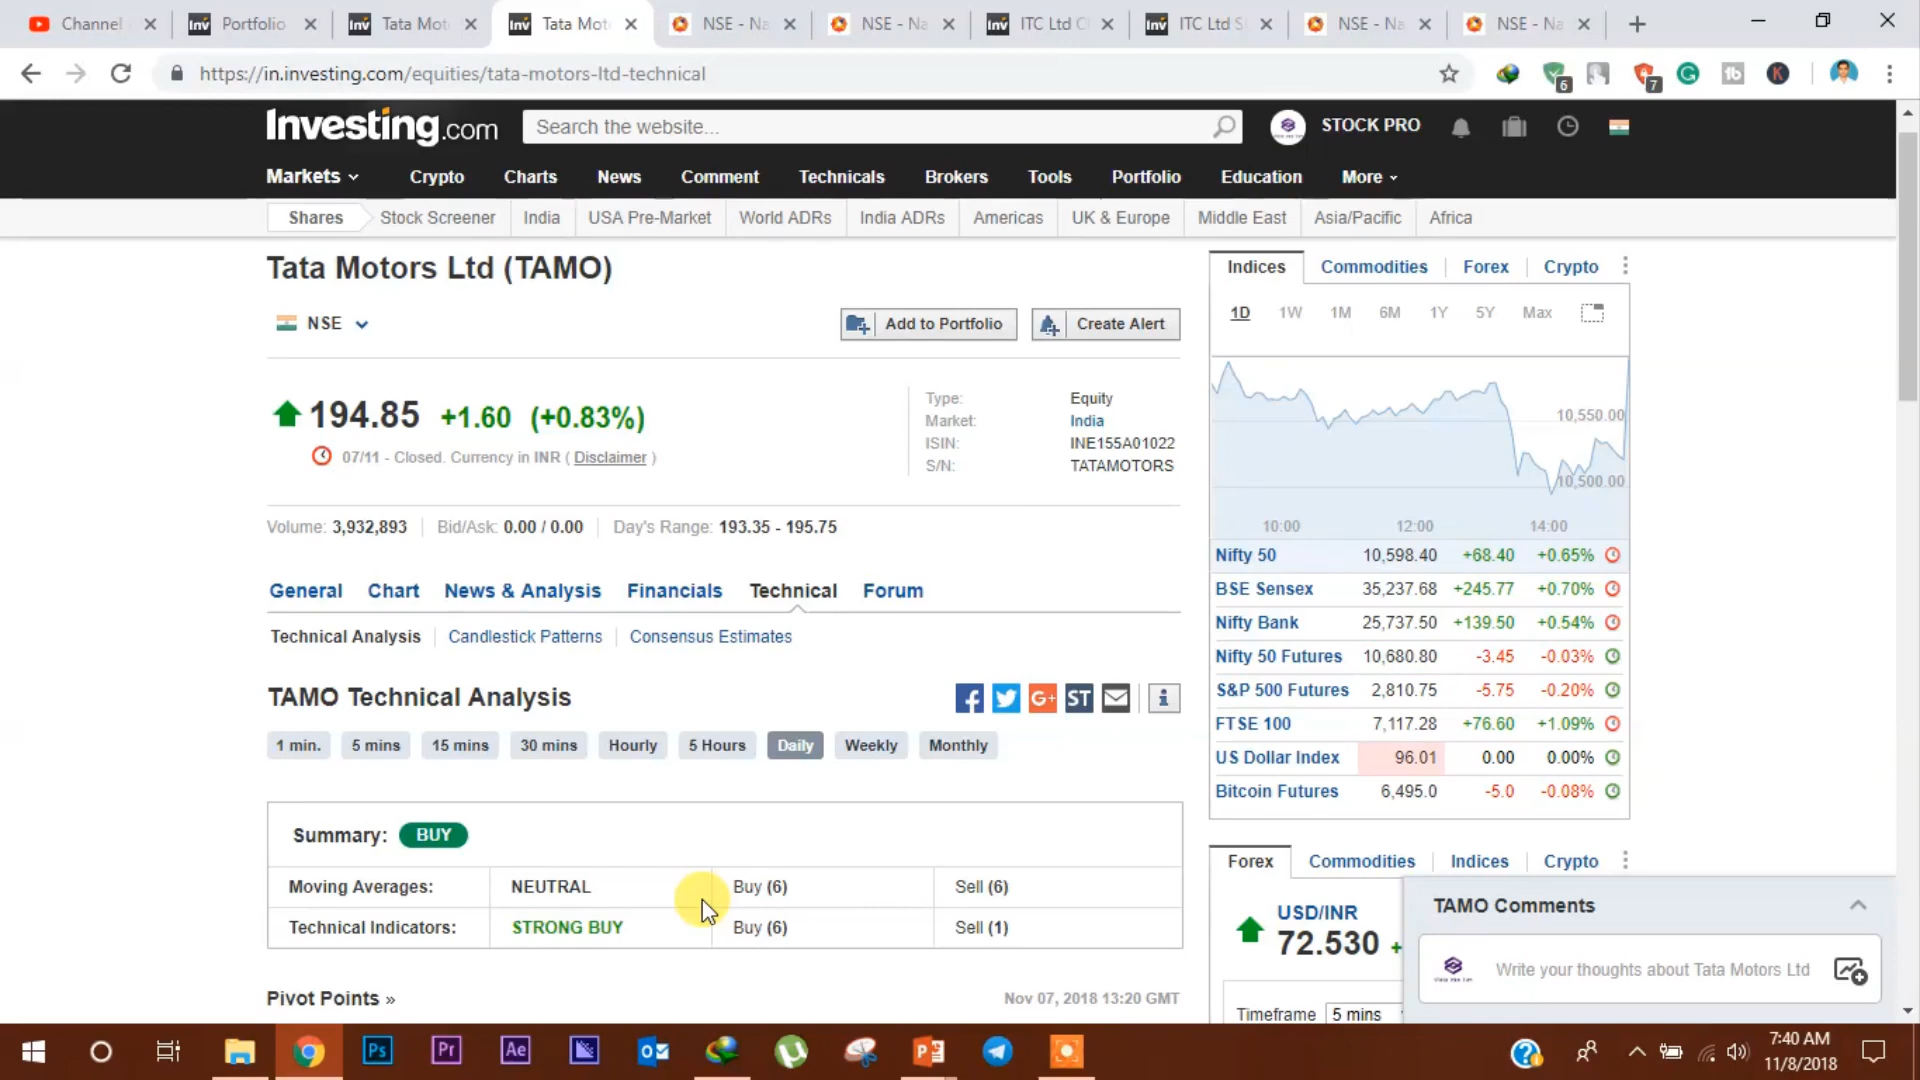 Channel
Portfolio
Tata Mot
Tata Mot
NSE - Na
NSE - Na
ITC Ltd C
ITC Ltd S
NSE - Na
NSE - Na
https://in.investing.com/equities/tata-motors-ltd-technical
6
7
Investing.com
Search the website...
STOCK PRO
Markets Crypto Charts News Comment Technicals Brokers Tools Portfolio Education More
Shares Stock Screener India USA Pre-Market World ADRs India ADRs Americas UK & Europe Middle East Asia/Pacific Africa
Tata Motors Ltd (TAMO)
NSE
Add to Portfolio
Create Alert
194.85 +1.60 (+0.83%)
07/11 - Closed. Currency in INR ( Disclaimer )
Type: Equity
Market: India
ISIN: INE155A01022
S/N: TATAMOTORS
Volume: 3,932,893 Bid/Ask: 0.00 / 0.00 Day's Range: 193.35 - 195.75
General Chart News & Analysis Financials Technical Forum
Technical Analysis Candlestick Patterns Consensus Estimates
TAMO Technical Analysis
f G+ ST i
1 min. 5 mins 15 mins 30 mins Hourly 5 Hours Daily Weekly Monthly
Summary: BUY
Moving Averages: NEUTRAL Buy (6) Sell (6)
Technical Indicators: STRONG BUY Buy (6) Sell (1)
Pivot Points »
Nov 07, 2018 13:20 GMT
Indices Commodities Forex Crypto
1D 1W 1M 6M 1Y 5Y Max
10,550.00
10,500.00
10:00 12:00 14:00
Nifty 50 10,598.40 +68.40 +0.65%
BSE Sensex 35,237.68 +245.77 +0.70%
Nifty Bank 25,737.50 +139.50 +0.54%
Nifty 50 Futures 10,680.80 -3.45 -0.03%
S&P 500 Futures 2,810.75 -5.75 -0.20%
FTSE 100 7,117.28 +76.60 +1.09%
US Dollar Index 96.01 0.00 0.00%
Bitcoin Futures 6,495.0 -5.0 -0.08%
Forex Commodities Indices Crypto
USD/INR
72.530 +
Timeframe 5 mins
TAMO Comments
Write your thoughts about Tata Motors Ltd
Ps Pr Ae
7:40 AM
11/8/2018